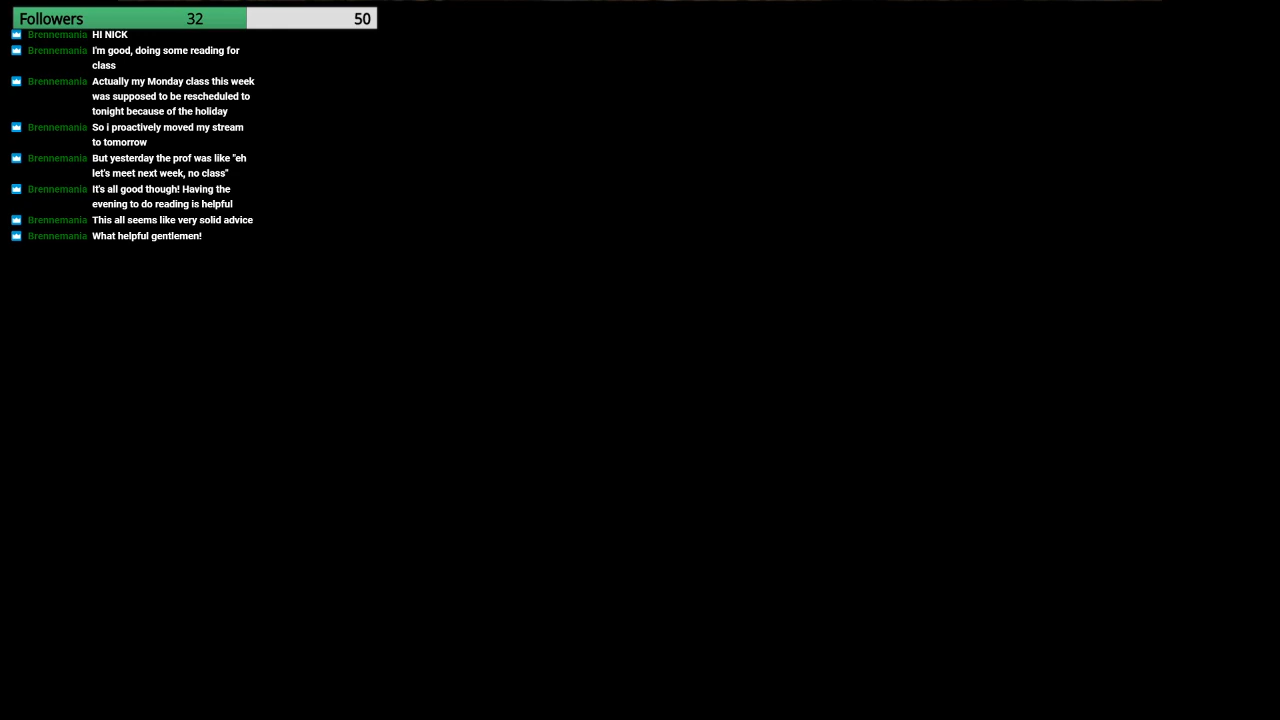 Followers 32 50
Brennemania HI NICK
Brennemania I'm good, doing some reading for
class
Brennemania Actually my Monday class this week
was supposed to be rescheduled to
tonight because of the holiday
Brennemania So i proactively moved my stream
to tomorrow
Brennemania But yesterday the prof was like "eh
let's meet next week, no class"
Brennemania It's all good though! Having the
evening to do reading is helpful
Brennemania This all seems like very solid advice
Brennemania What helpful gentlemen!